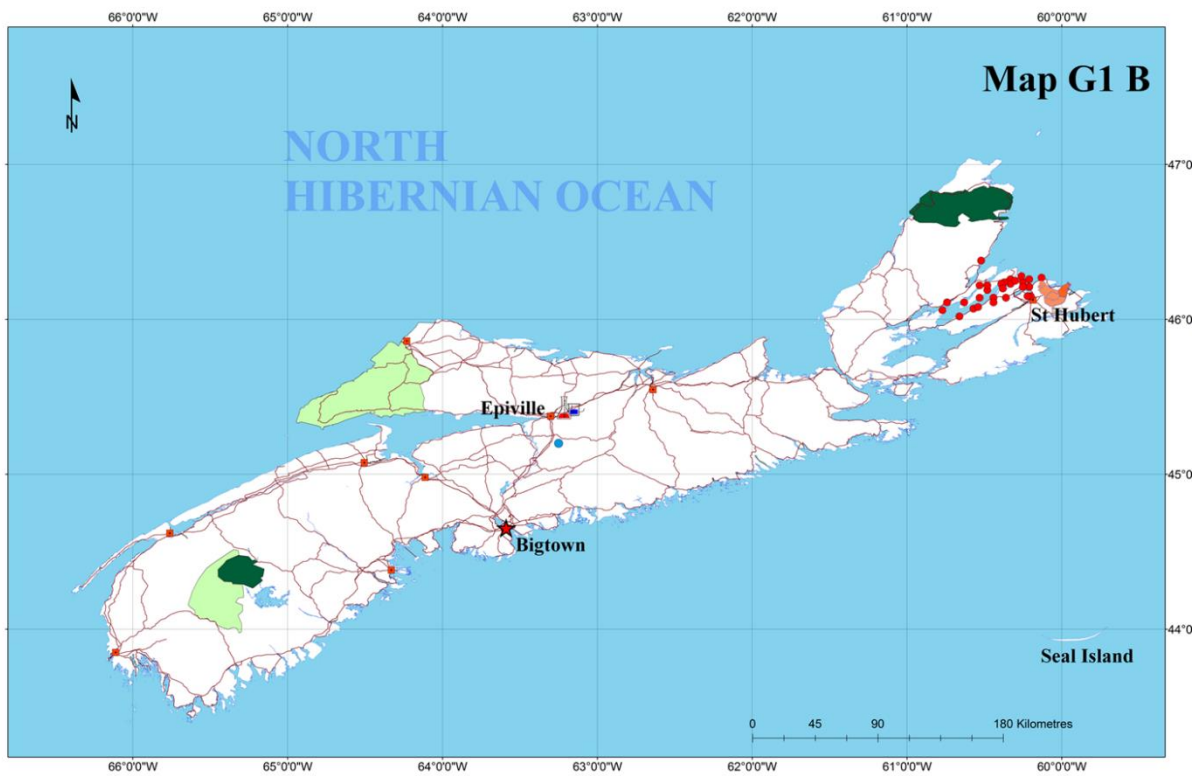 66°0'0"W 65°0'0"W 64°0'0"W 63°0'0"W 62°0'0"W 61°0'0"W 60°0'0"W
Map G1 B
N
NORTH
HIBERNIAN OCEAN
47°0
46°0
St Hubert
Epiville
45°0
Bigtown
44°0
Seal Island
0 45 90 180 Kilometres
66°0'0"W 65°0'0"W 64°0'0"W 63°0'0"W 62°0'0"W 61°0'0"W 60°0'0"W